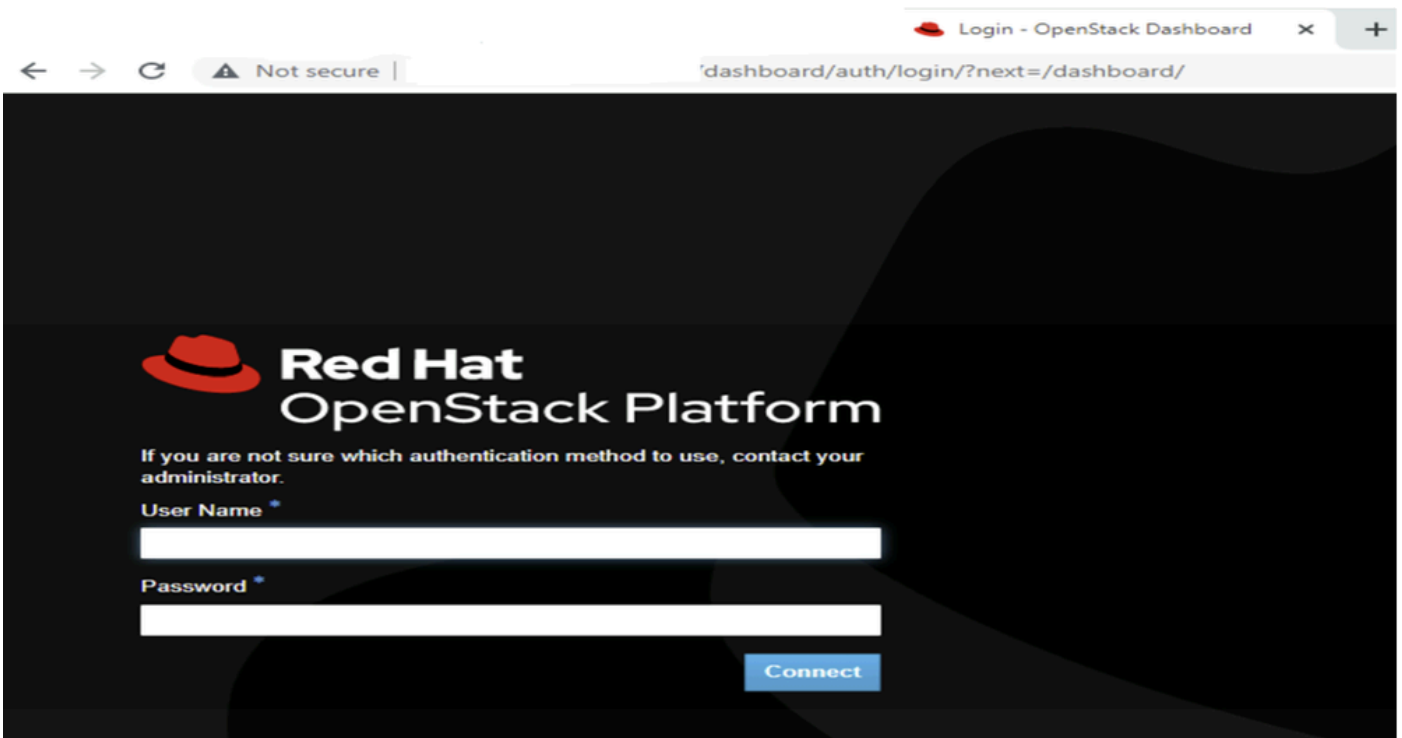 Login - OpenStack Dashboard
Not secure | dashboard/auth/login/?next=/dashboard/
Red Hat
OpenStack Platform
If you are not sure which authentication method to use, contact your
administrator.
User Name *
Password *
Connect